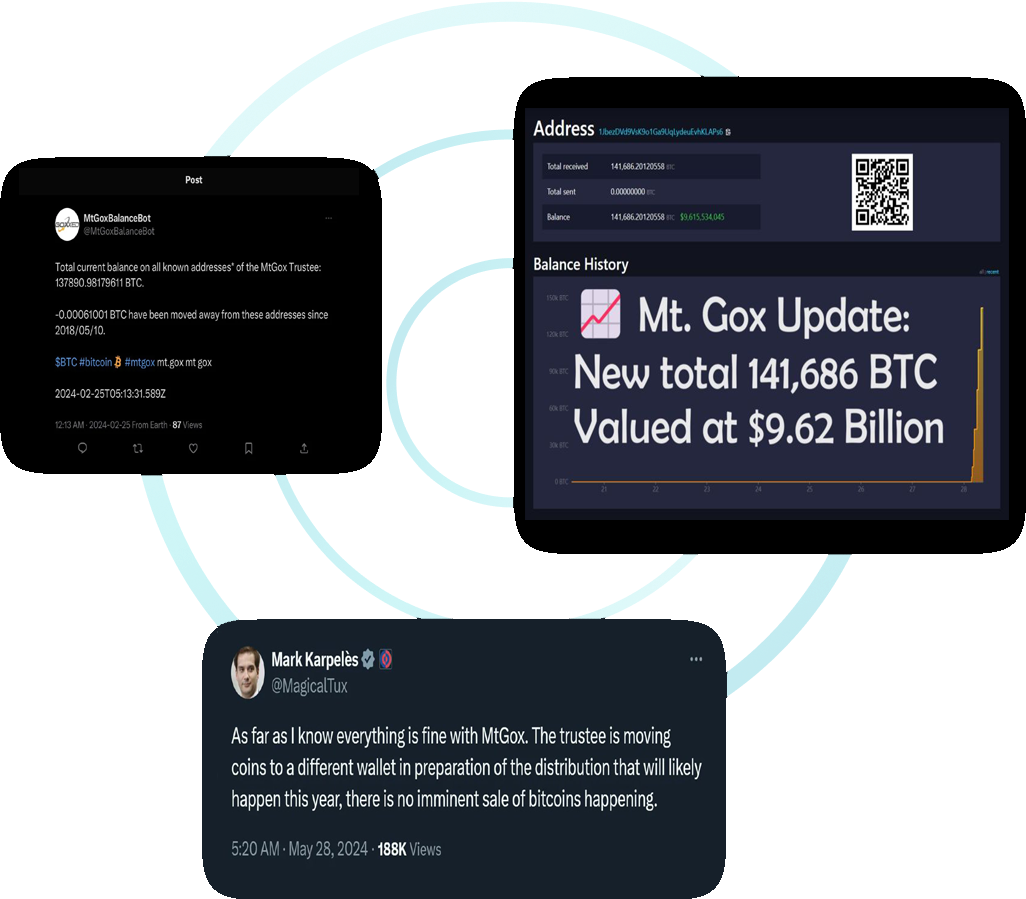 Post
MtGoxBalanceBot
@MtGoxBalanceBot
Total current balance on all known addresses* of the MtGox Trustee:
137890.98179611 BTC.
-0.00061001 BTC have been moved away from these addresses since
2018/05/10.
$BTC #bitcoin #mtgox mt.gox mt gox
2024-02-25T05:13:31.589Z
12:13 AM · 2024-02-25 From Earth · 87 Views
Address 1JbezDVd9VsK9o1Ga9UqLydeuEvhKLAPs6
Total received 141,686.20120558 BTC
Total sent 0.00000000 BTC
Balance 141,686.20120558 BTC $9,615,534,045
Balance History
all recent
150k BTC
120k BTC
90k BTC
60k BTC
30k BTC
0 BTC
Mt. Gox Update:
New total 141,686 BTC
Valued at $9.62 Billion
21 22 23 24 25 26 27 28
Mark Karpelès
@MagicalTux
As far as I know everything is fine with MtGox. The trustee is moving
coins to a different wallet in preparation of the distribution that will likely
happen this year, there is no imminent sale of bitcoins happening.
5:20 AM · May 28, 2024 · 188K Views